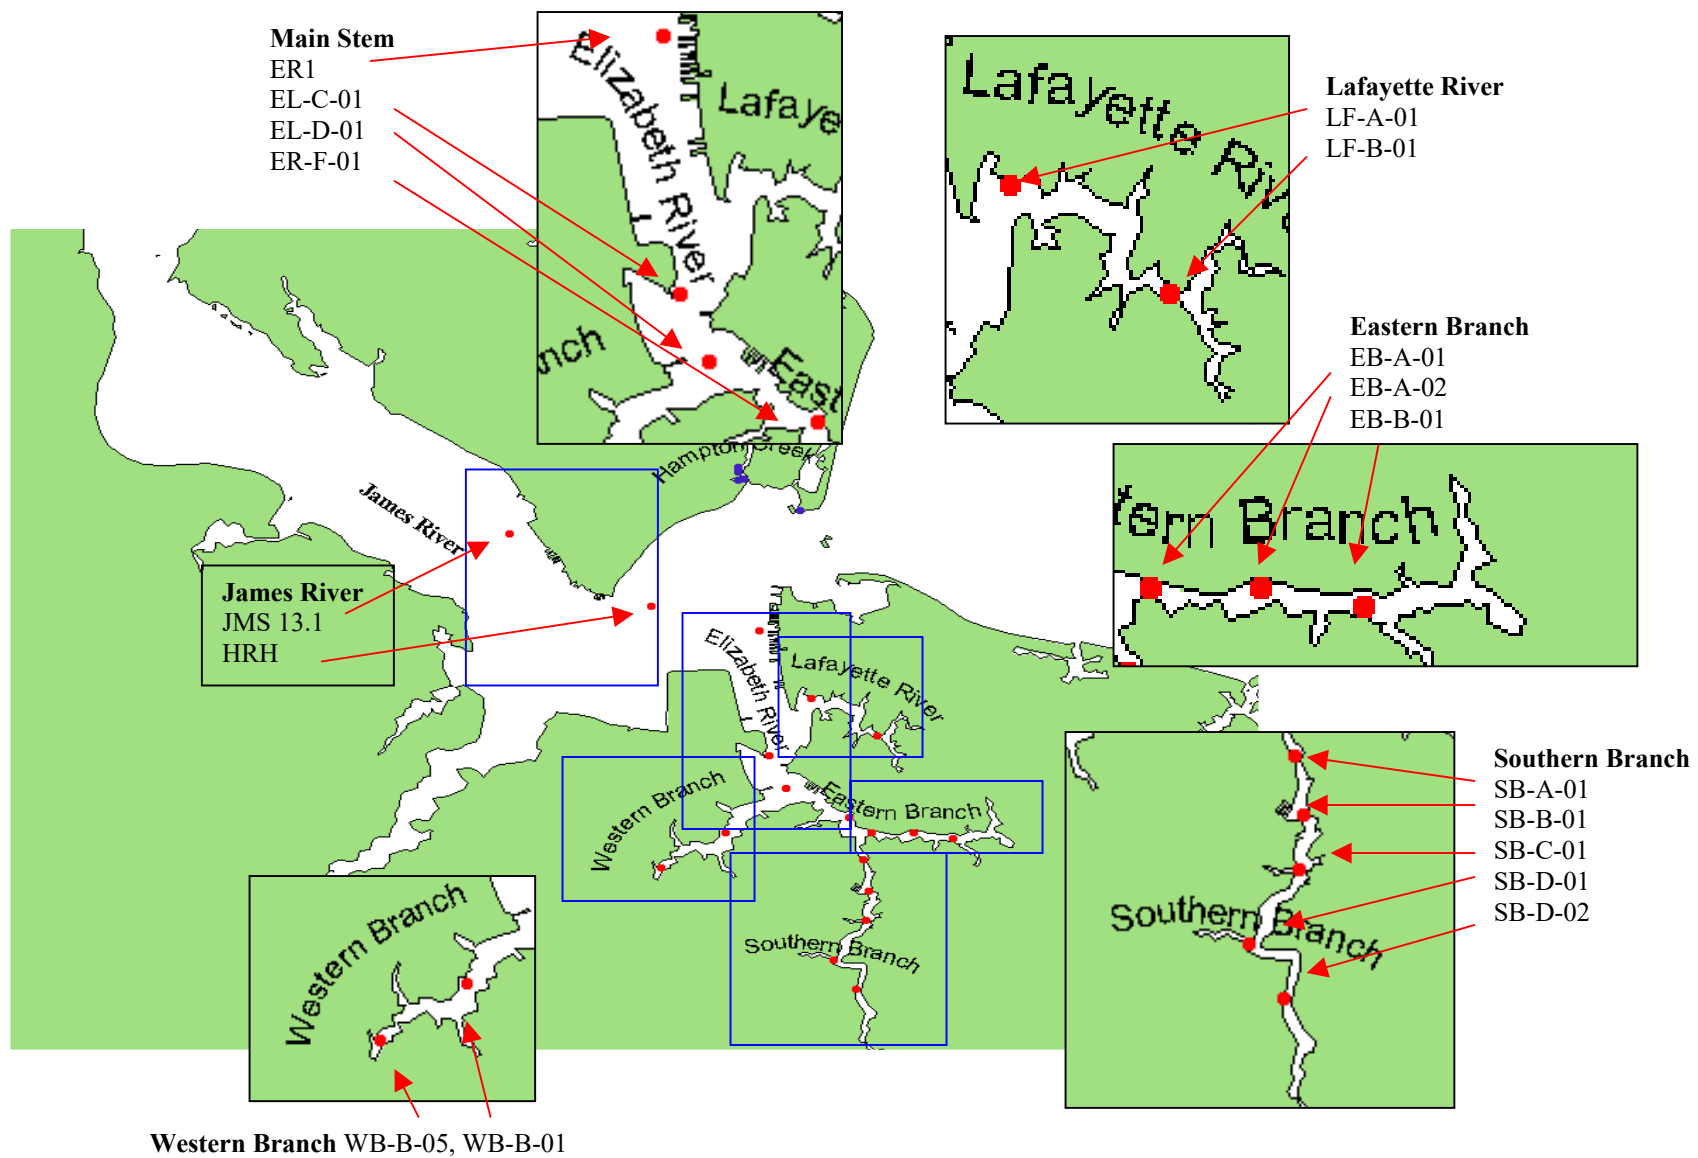 Main Stem
ER1
EL-C-01
EL-D-01
ER-F-01
Elizabeth River
Lafaye
nch
East
Lafayette Ri
Lafayette River
LF-A-01
LF-B-01
Eastern Branch
EB-A-01
EB-A-02
EB-B-01
tern Branch
Hampton Creek
James River
James River
JMS 13.1
HRH
Elizabeth River
Lafayette River
Western Branch
Eastern Branch
Southern Branch
Southern Branch
SB-A-01
SB-B-01
SB-C-01
SB-D-01
SB-D-02
Southern Branch
Western Branch
Western Branch WB-B-05, WB-B-01